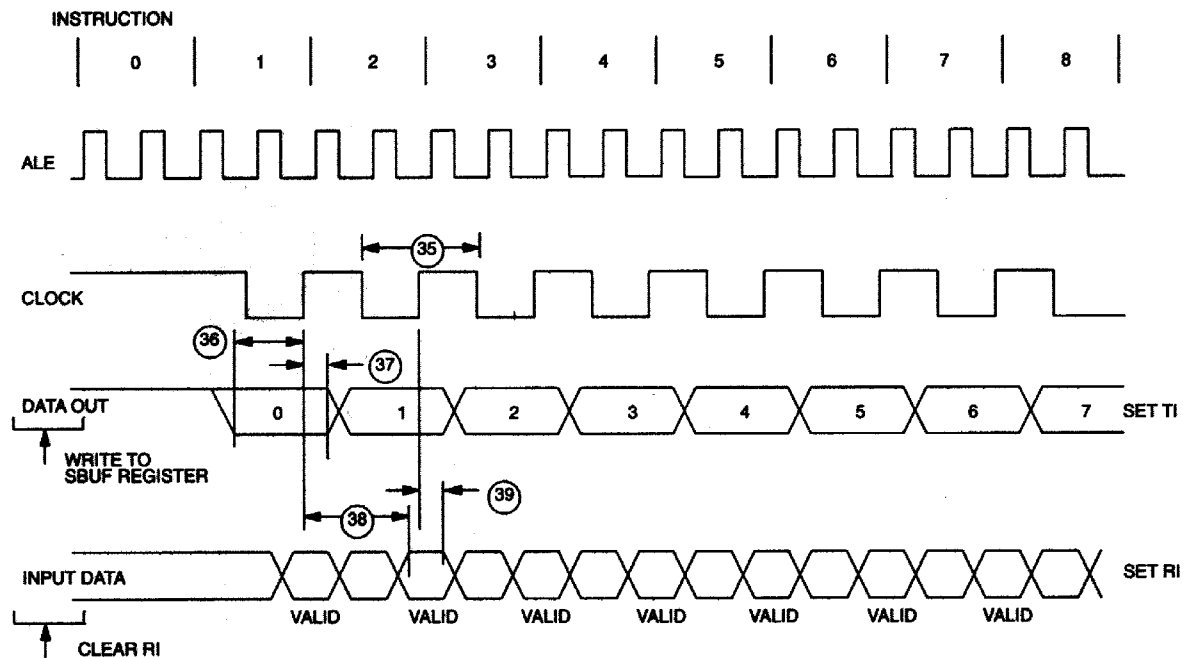 INSTRUCTION
0 1 2 3 4 5 6 7 8
ALE
35
CLOCK
36
37
DATA OUT 0 1 2 3 4 5 6 7 SET TI
WRITE TO
SBUF REGISTER
39
38
INPUT DATA SET RI
VALID VALID VALID VALID VALID VALID VALID
CLEAR RI